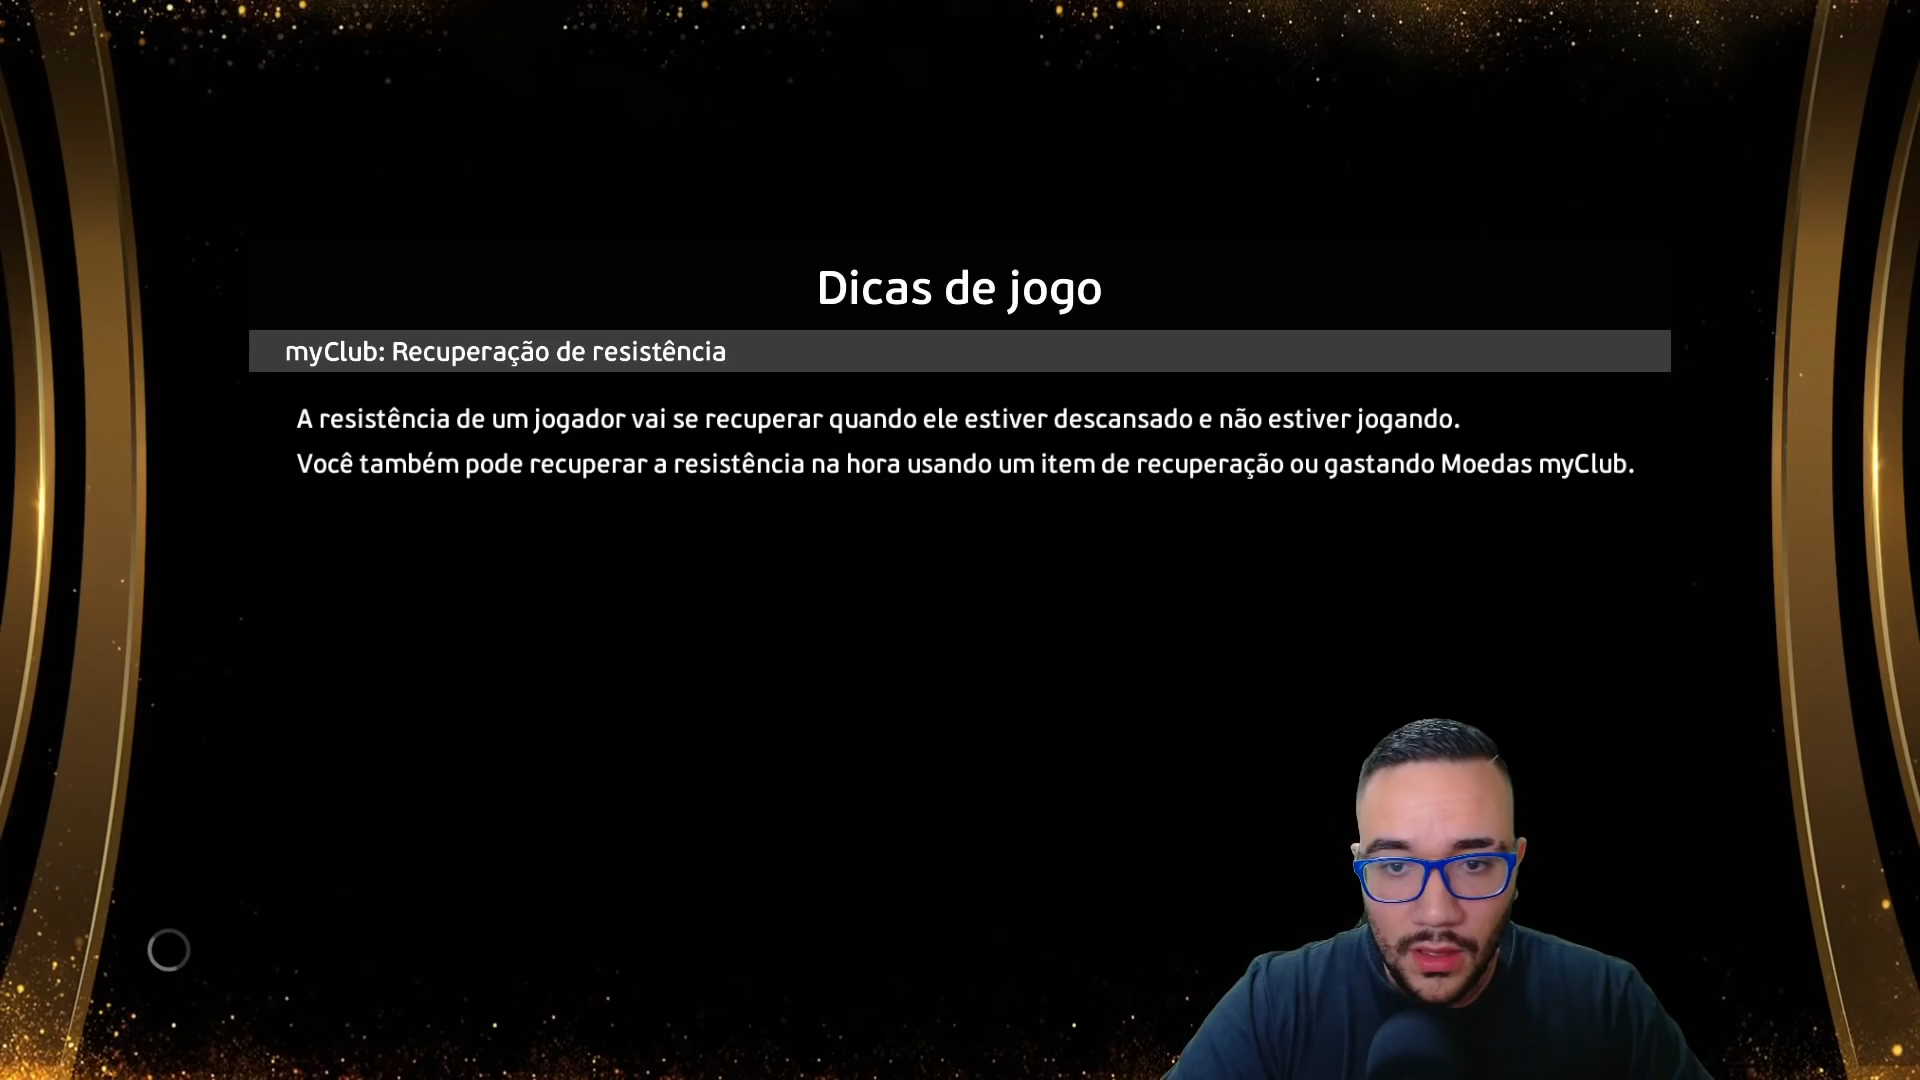 Dicas de jogo
myClub: Recuperação de resistência
A resistência de um jogador vai se recuperar quando ele estiver descansado e não estiver jogando.
Você também pode recuperar a resistência na hora usando um item de recuperação ou gastando Moedas myClub.